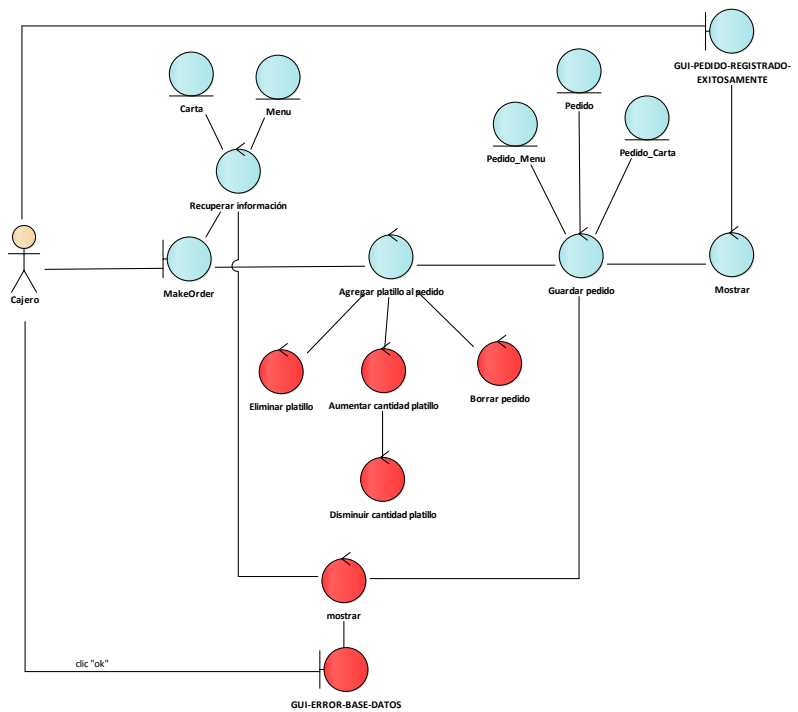 GUI-PEDIDO-REGISTRADO-
EXITOSAMENTE
Carta
Menu
Pedido
Pedido_Menu
Pedido_Carta
Recuperar información
Cajero
MakeOrder
Agregar platillo al pedido
Guardar pedido
Mostrar
Eliminar platillo
Aumentar cantidad platillo
Borrar pedido
Disminuir cantidad platillo
mostrar
clic "ok"
GUI-ERROR-BASE-DATOS